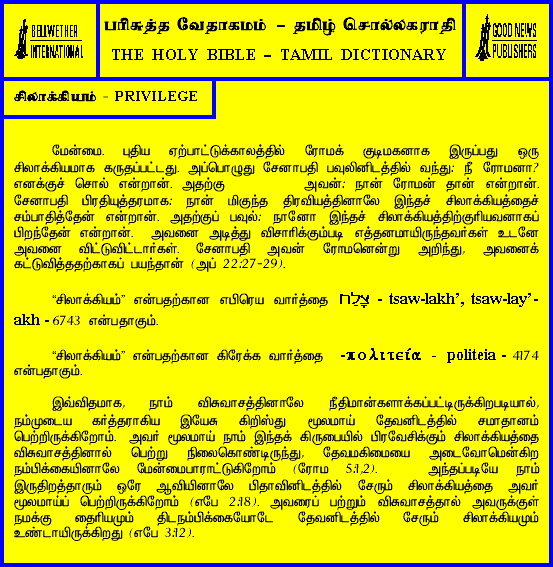 BELLWETHER
INTERNATIONAL
பரிசுத்த வேதாகமம் – தமிழ் சொல்லகராதி
THE HOLY BIBLE – TAMIL DICTIONARY
GOOD NEWS
PUBLISHERS
சிலாக்கியம் - PRIVILEGE
மேன்மை. புதிய ஏற்பாட்டுக்காலத்தில் ரோமக் குடிமகனாக இருப்பது ஒரு
சிலாக்கியமாக கருதப்பட்டது. அப்பொழுது சேனாபதி பவுலினிடத்தில் வந்து: நீ ரோமனா?
எனக்குச் சொல் என்றான். அதற்கு அவன்: நான் ரோமன் தான் என்றான்.
சேனாபதி பிரதியுத்தரமாக: நான் மிகுந்த திரவியத்தினாலே இந்தச் சிலாக்கியத்தைச்
சம்பாதித்தேன் என்றான். அதற்குப் பவுல்: நானோ இந்தச் சிலாக்கியத்திற்குரியவனாகப்
பிறந்தேன் என்றான். அவனை அடித்து விசாரிக்கும்படி எத்தனமாயிருந்தவர்கள் உடனே
அவனை விட்டுவிட்டார்கள். சேனாபதி அவன் ரோமனென்று அறிந்து, அவனைக்
கட்டுவித்ததற்காகப் பயந்தான் (அப் 22:27-29).
“சிலாக்கியம்” என்பதற்கான எபிரெய வார்த்தை צָלַח - tsaw-lakh’, tsaw-lay’-
akh - 6743 என்பதாகும்.
“சிலாக்கியம்” என்பதற்கான கிரேக்க வார்த்தை -πολιτεία - politeia - 4174
என்பதாகும்.
இவ்விதமாக, நாம் விசுவாசத்தினாலே நீதிமான்களாக்கப்பட்டிருக்கிறபடியால்,
நம்முடைய கர்த்தராகிய இயேசு கிறிஸ்து மூலமாய் தேவனிடத்தில் சமாதானம்
பெற்றிருக்கிறோம். அவர் மூலமாய் நாம் இந்தக் கிருபையில் பிரவேசிக்கும் சிலாக்கியத்தை
விசுவாசத்தினால் பெற்று நிலைகொண்டிருந்து, தேவமகிமையை அடைவோமென்கிற
நம்பிக்கையினாலே மேன்மைபாராட்டுகிறோம் (ரோம 5:1,2). அந்தப்படியே நாம்
இருதிறத்தாரும் ஒரே ஆவியினாலே பிதாவினிடத்தில் சேரும் சிலாக்கியத்தை அவர்
மூலமாய்ப் பெற்றிருக்கிறோம் (எபே 2:18). அவரைப் பற்றும் விசுவாசத்தால் அவருக்குள்
நமக்கு தைரியமும் திடநம்பிக்கையோடே தேவனிடத்தில் சேரும் சிலாக்கியமும்
உண்டாயிருக்கிறது (எபே 3:12).